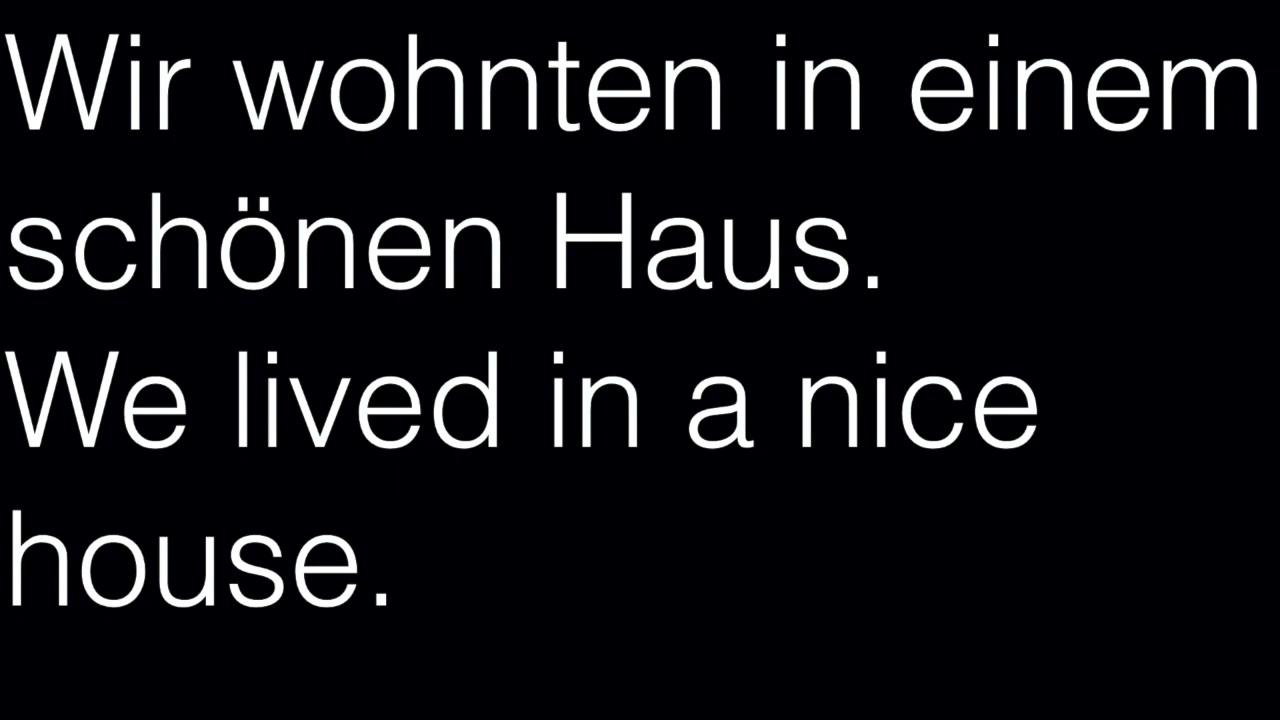 Wir wohnten in einem
schönen Haus.
We lived in a nice
house.